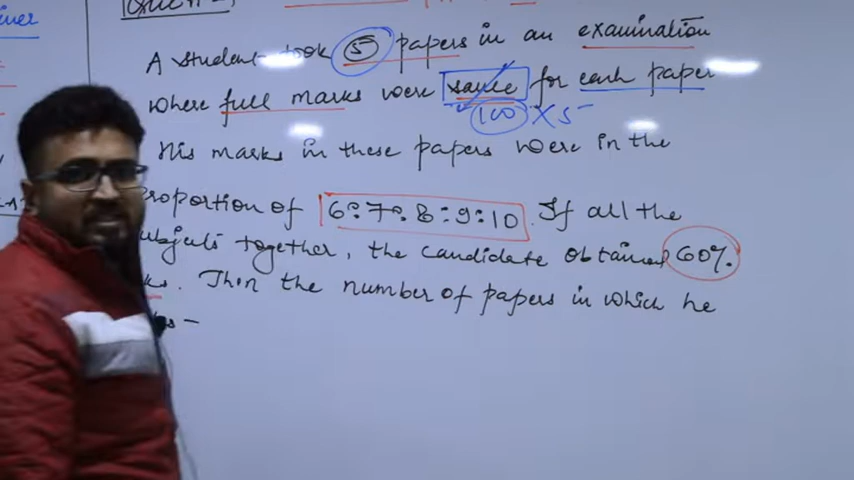 A student took 5 papers in an examination
where full marks were same for each paper
100 × 5
His marks in these papers were in the
proportion of 6:7:8:9:10. If all the
together, the candidate obtained 60%.
Then the number of papers in which he